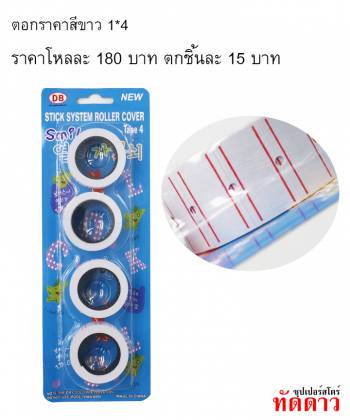 ตอกราคาสีขาว 1*4
ราคาโหลละ 180 บาท ตกชิ้นละ 15 บาท
DB
NEW
STICK SYSTEM ROLLER COVER
Smil
Take 4
ซุปเปอร์สโตร์
ทัดดาว